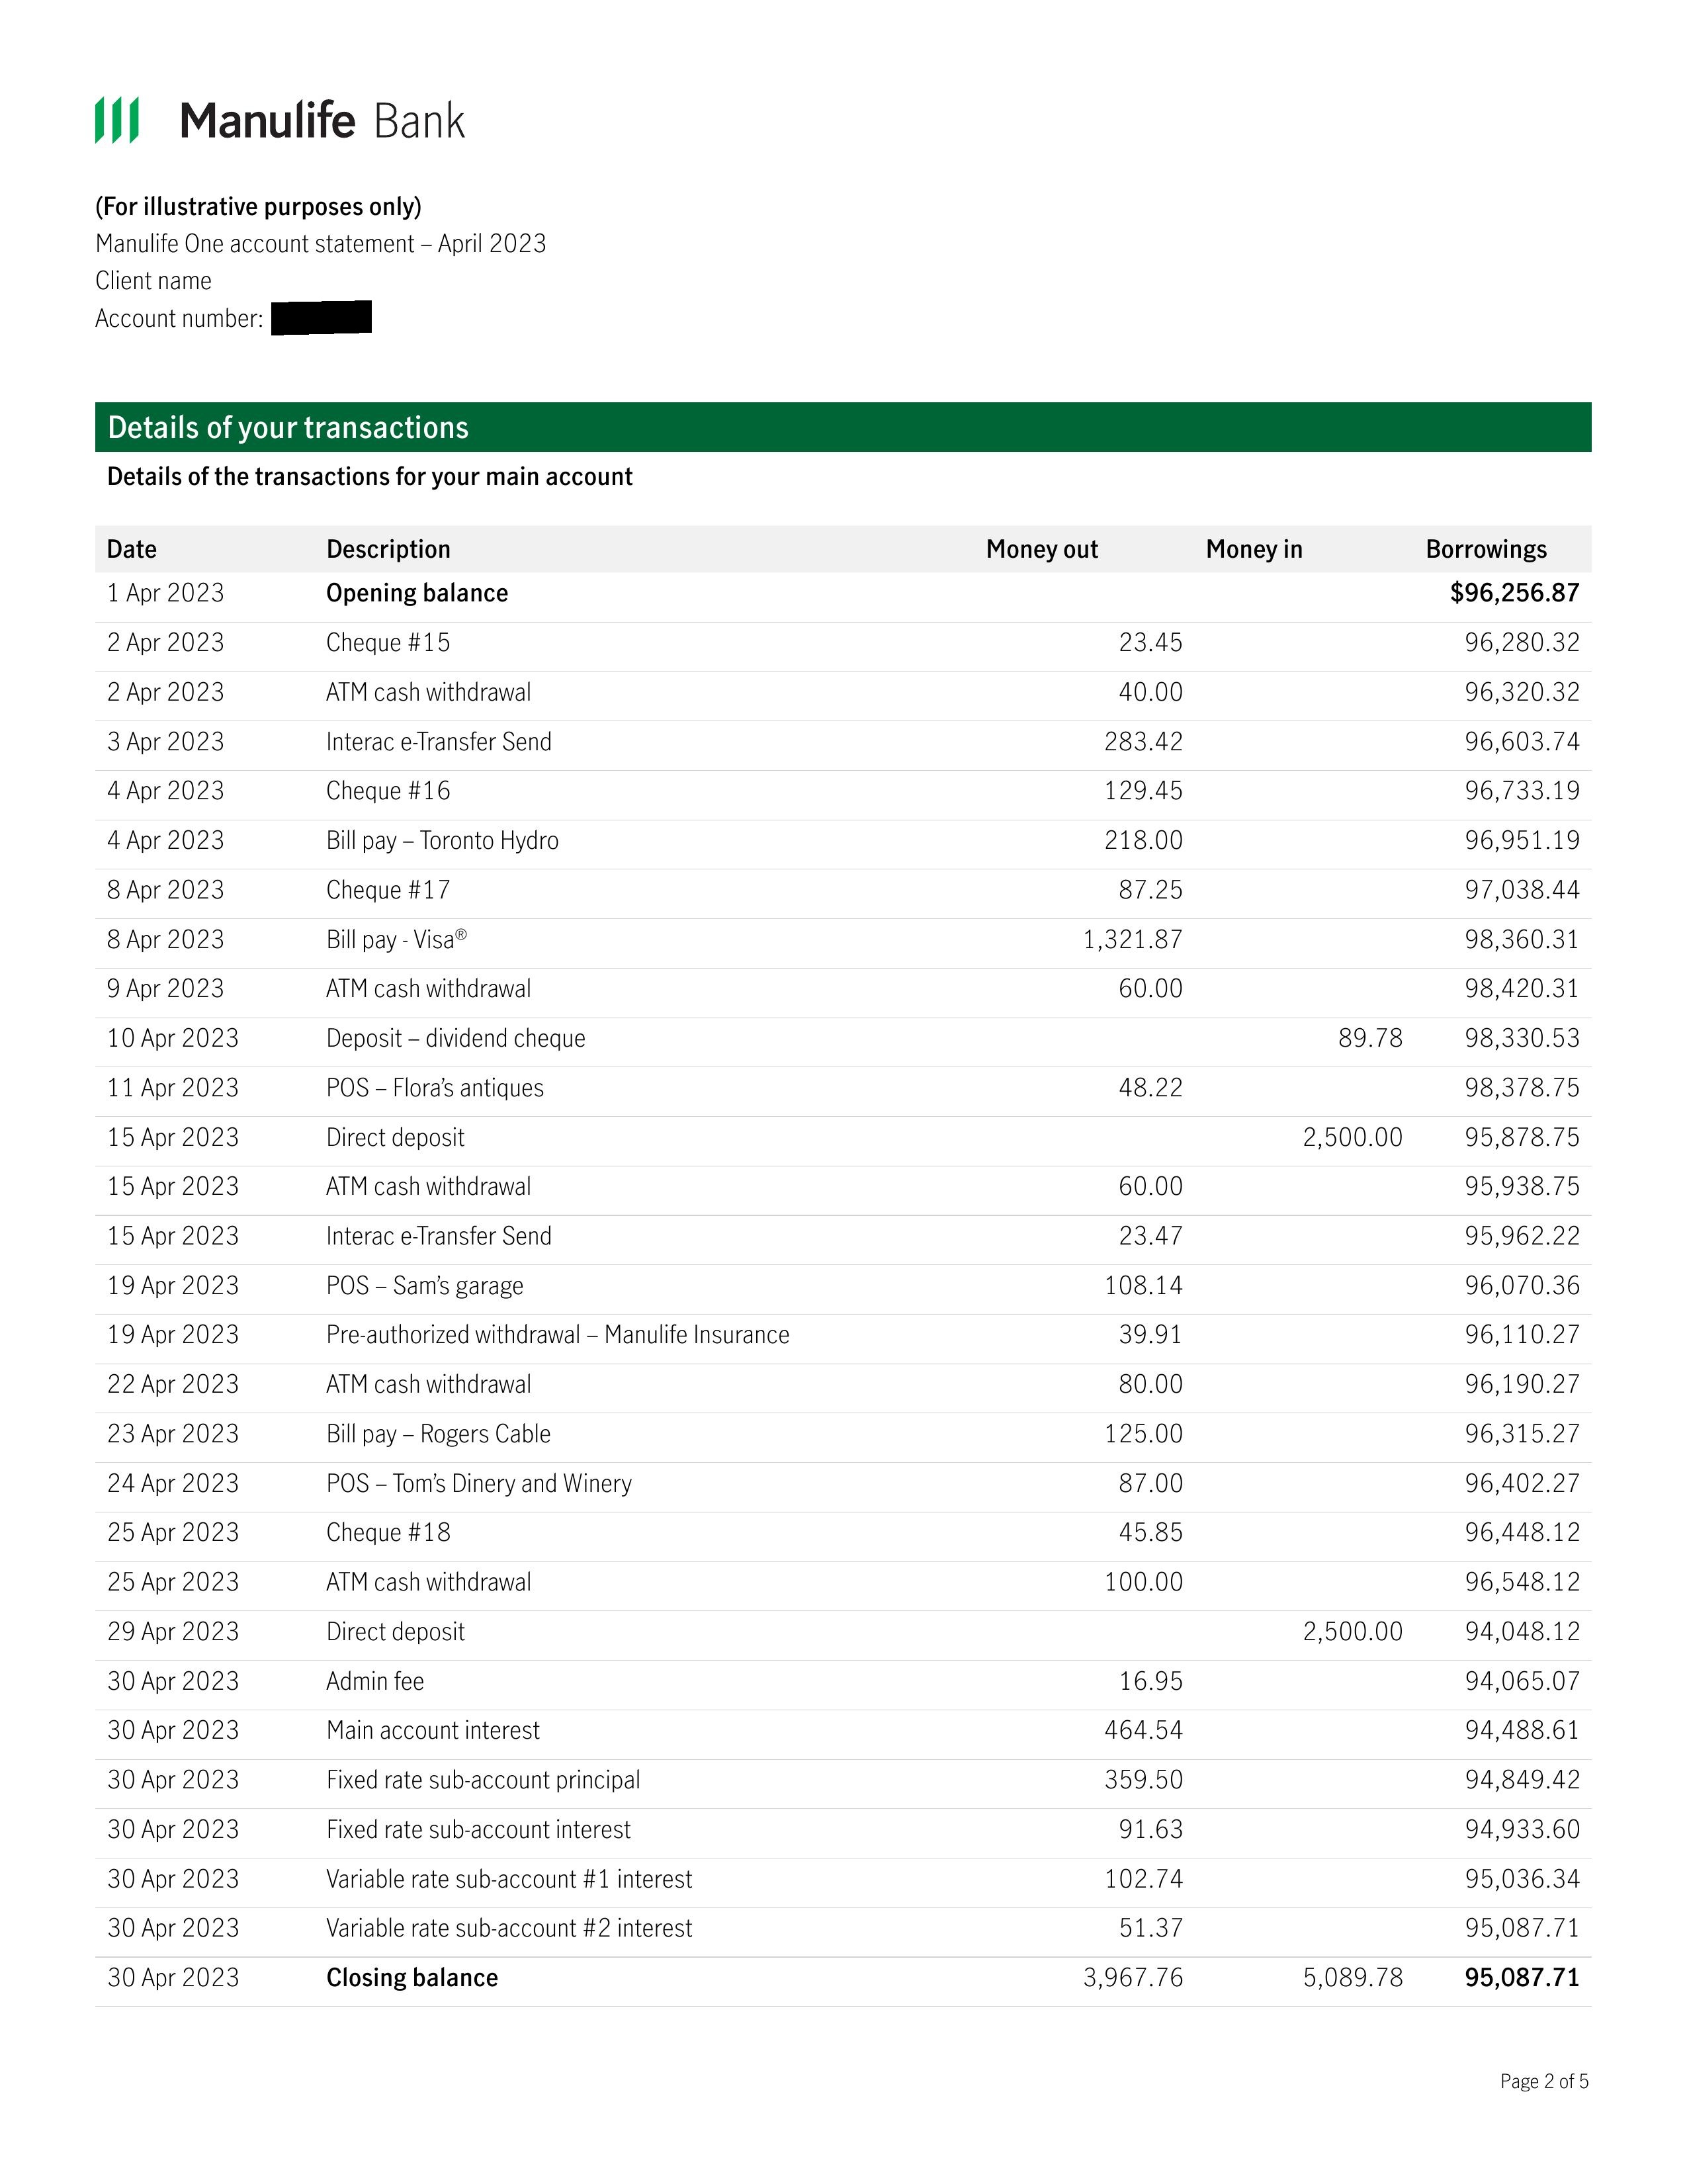 Manulife Bank
(For illustrative purposes only)
Manulife One account statement – April 2023
Client name
Account number:
Details of your transactions
Details of the transactions for your main account
Date Description Money out Money in Borrowings
1 Apr 2023 Opening balance $96,256.87
2 Apr 2023 Cheque #15 23.45 96,280.32
2 Apr 2023 ATM cash withdrawal 40.00 96,320.32
3 Apr 2023 Interac e-Transfer Send 283.42 96,603.74
4 Apr 2023 Cheque #16 129.45 96,733.19
4 Apr 2023 Bill pay – Toronto Hydro 218.00 96,951.19
8 Apr 2023 Cheque #17 87.25 97,038.44
8 Apr 2023 Bill pay - Visa® 1,321.87 98,360.31
9 Apr 2023 ATM cash withdrawal 60.00 98,420.31
10 Apr 2023 Deposit – dividend cheque 89.78 98,330.53
11 Apr 2023 POS – Flora’s antiques 48.22 98,378.75
15 Apr 2023 Direct deposit 2,500.00 95,878.75
15 Apr 2023 ATM cash withdrawal 60.00 95,938.75
15 Apr 2023 Interac e-Transfer Send 23.47 95,962.22
19 Apr 2023 POS – Sam’s garage 108.14 96,070.36
19 Apr 2023 Pre-authorized withdrawal – Manulife Insurance 39.91 96,110.27
22 Apr 2023 ATM cash withdrawal 80.00 96,190.27
23 Apr 2023 Bill pay – Rogers Cable 125.00 96,315.27
24 Apr 2023 POS – Tom’s Dinery and Winery 87.00 96,402.27
25 Apr 2023 Cheque #18 45.85 96,448.12
25 Apr 2023 ATM cash withdrawal 100.00 96,548.12
29 Apr 2023 Direct deposit 2,500.00 94,048.12
30 Apr 2023 Admin fee 16.95 94,065.07
30 Apr 2023 Main account interest 464.54 94,488.61
30 Apr 2023 Fixed rate sub-account principal 359.50 94,849.42
30 Apr 2023 Fixed rate sub-account interest 91.63 94,933.60
30 Apr 2023 Variable rate sub-account #1 interest 102.74 95,036.34
30 Apr 2023 Variable rate sub-account #2 interest 51.37 95,087.71
30 Apr 2023 Closing balance 3,967.76 5,089.78 95,087.71
Page 2 of 5